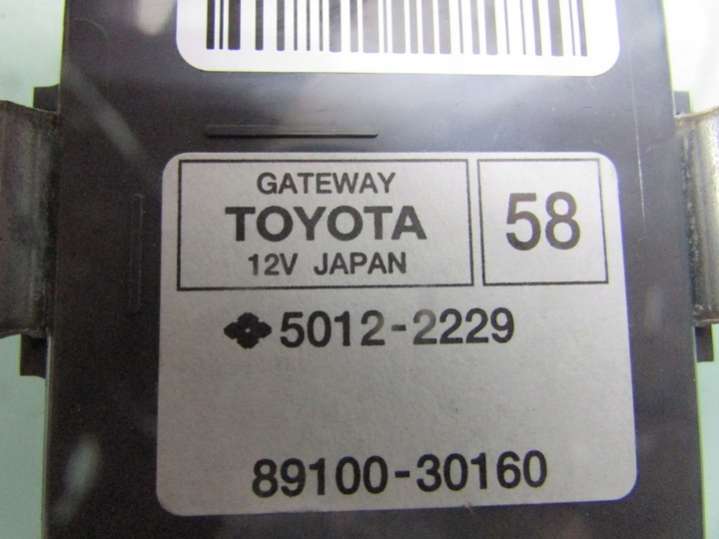 GATEWAY
TOYOTA
12V JAPAN
58
5012-2229
89100-30160